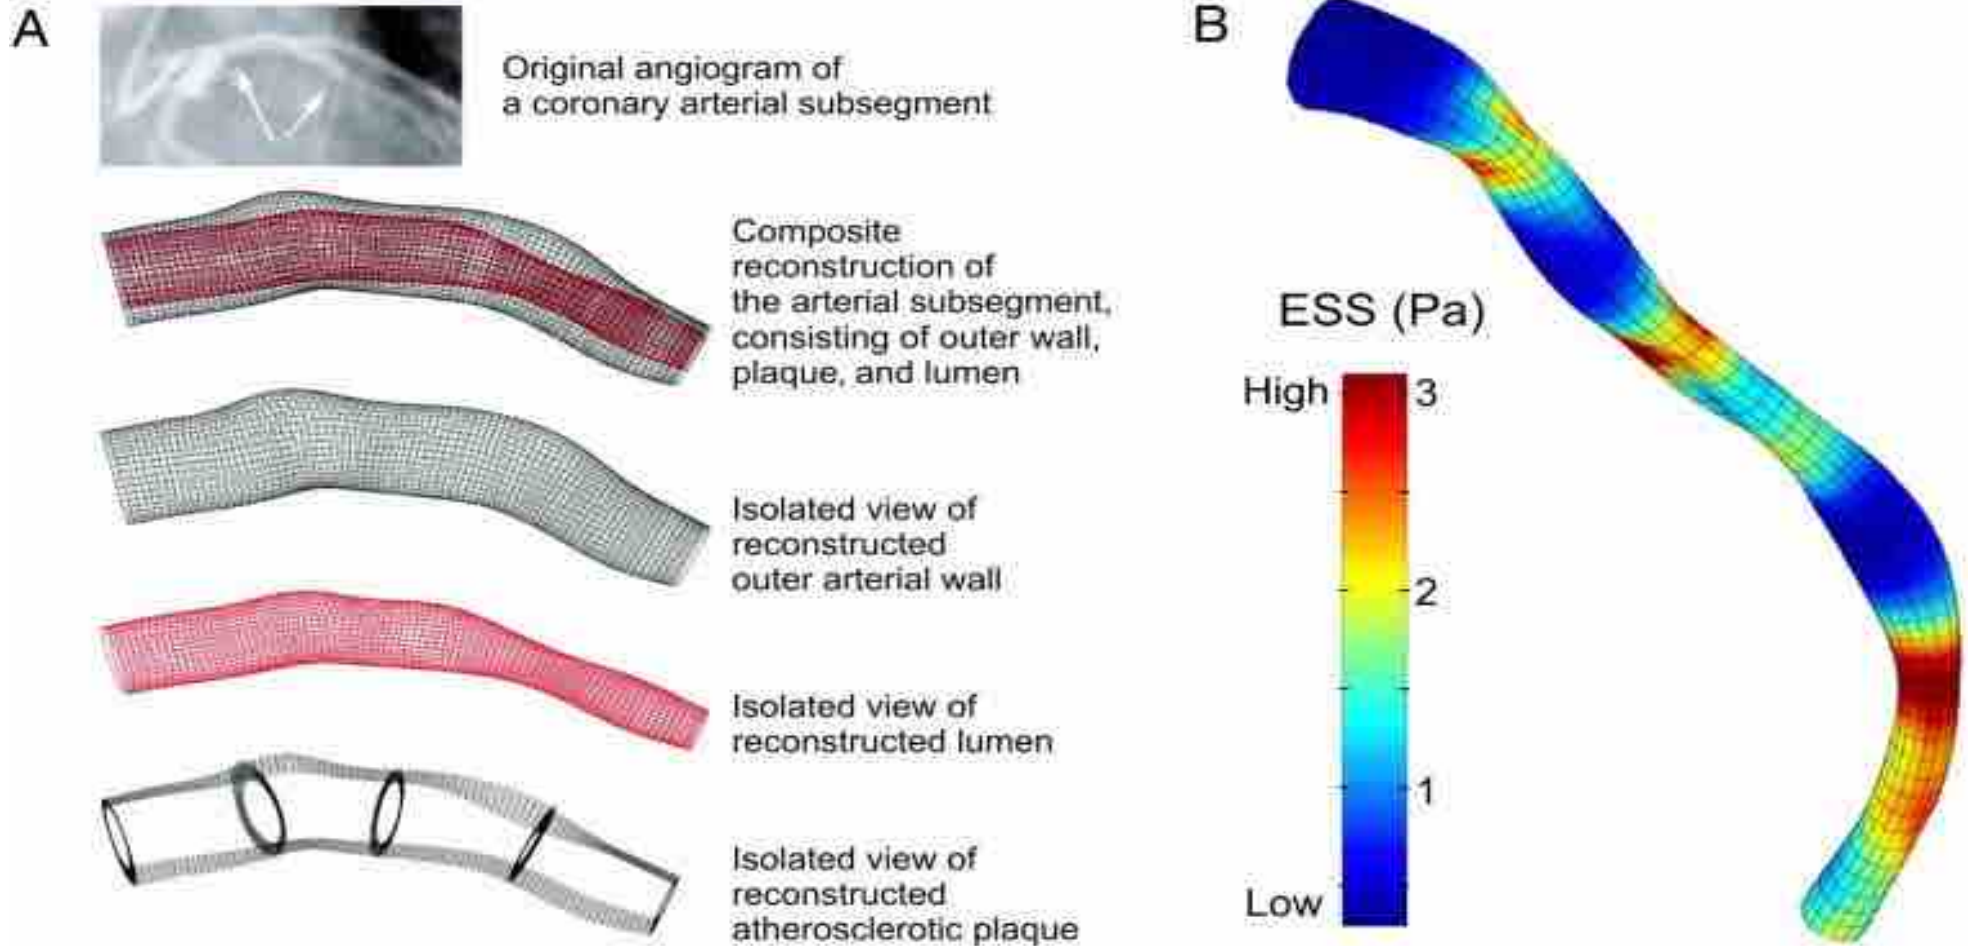 A
Original angiogram of
a coronary arterial subsegment
Composite
reconstruction of
the arterial subsegment,
consisting of outer wall,
plaque, and lumen
Isolated view of
reconstructed
outer arterial wall
Isolated view of
reconstructed lumen
Isolated view of
reconstructed
atherosclerotic plaque
B
ESS (Pa)
High 3
2
1
Low